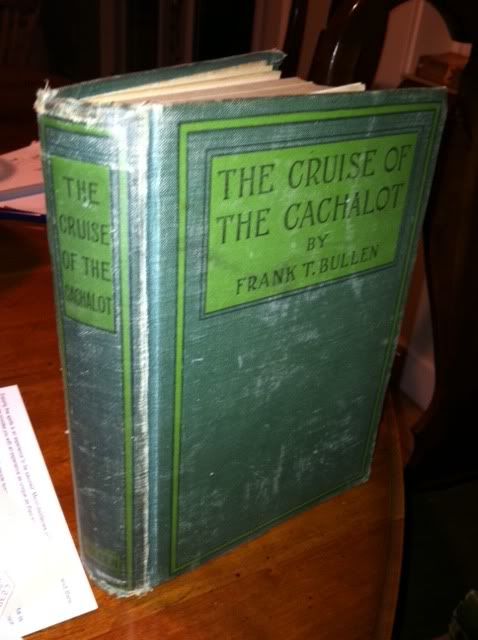 THE CRUISE OF
THE CACHALOT
BY
FRANK T. BULLEN
THE
CRUISE
OF THE
CACHALOT